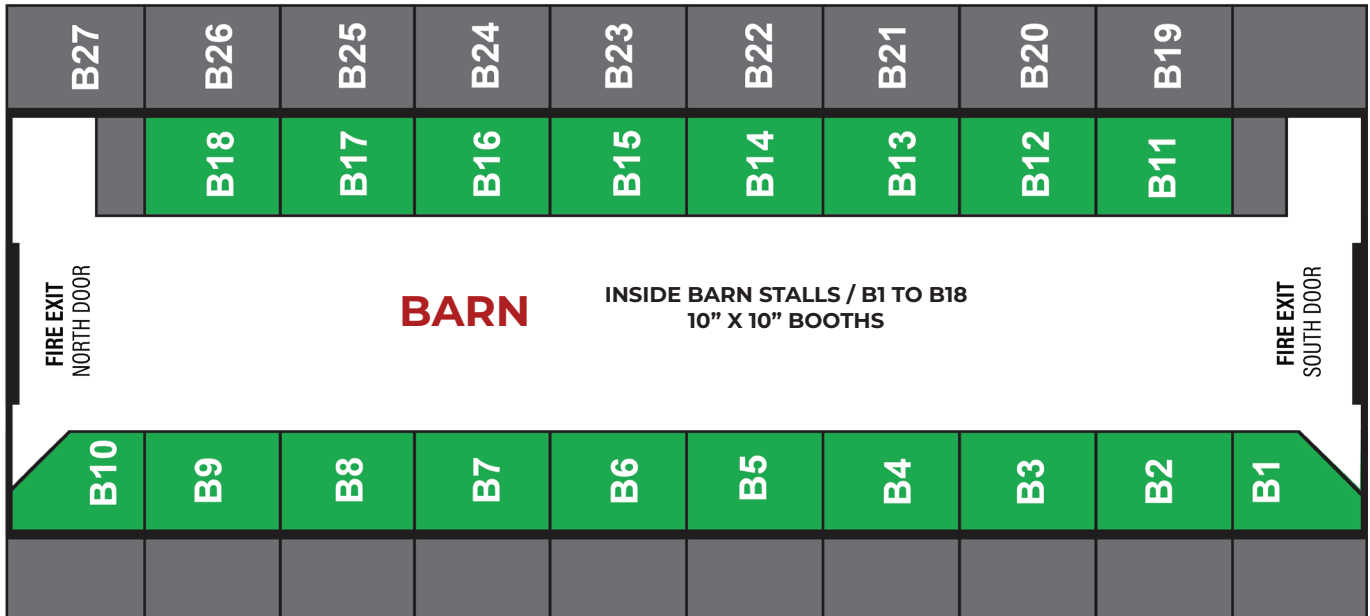 B27
B26
B25
B24
B23
B22
B21
B20
B19
B18
B17
B16
B15
B14
B13
B12
B11
FIRE EXIT
NORTH DOOR
BARN
INSIDE BARN STALLS / B1 TO B18
10” X 10” BOOTHS
FIRE EXIT
SOUTH DOOR
B10
B9
B8
B7
B6
B5
B4
B3
B2
B1